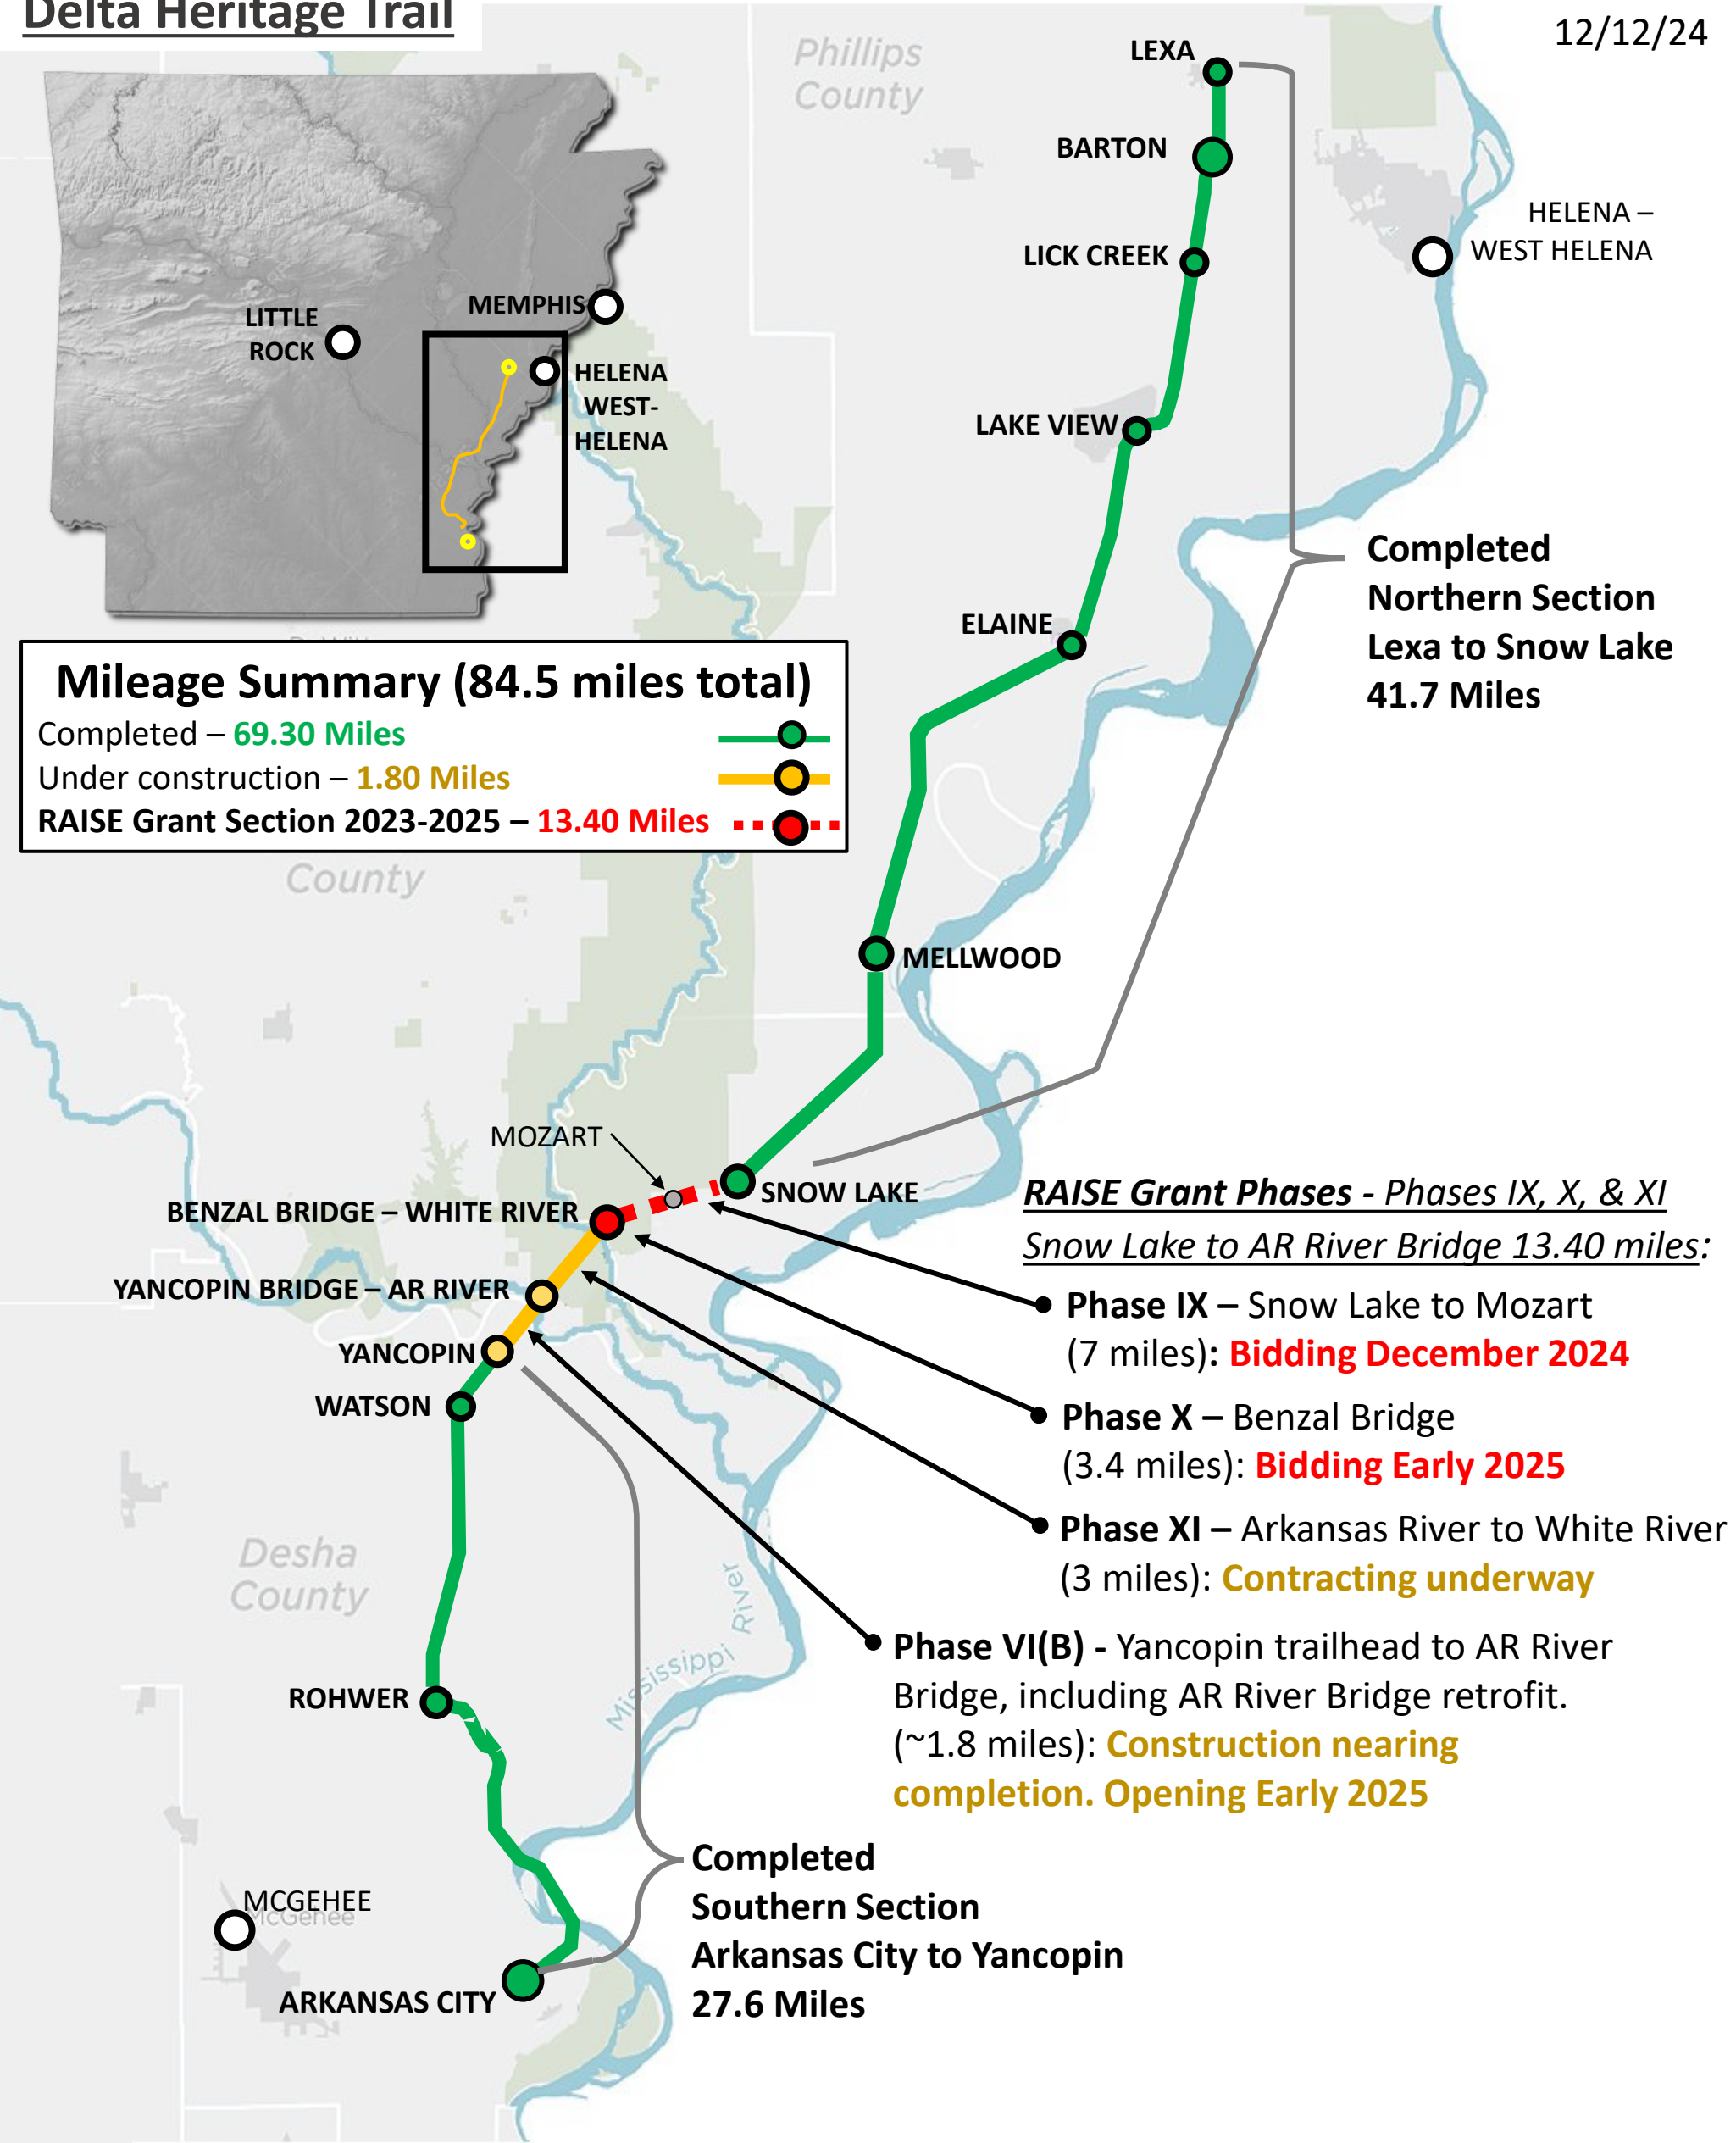 Delta Heritage Trail
12/12/24
Phillips
County
LEXA
BARTON
LICK CREEK
HELENA –
WEST HELENA
LAKE VIEW
ELAINE
MELLWOOD
LITTLE
ROCK
MEMPHIS
HELENA
WEST-
HELENA
Completed
Northern Section
Lexa to Snow Lake
41.7 Miles
Mileage Summary (84.5 miles total)
Completed – 69.30 Miles
Under construction – 1.80 Miles
RAISE Grant Section 2023-2025 – 13.40 Miles
County
MOZART
SNOW LAKE
BENZAL BRIDGE – WHITE RIVER
YANCOPIN BRIDGE – AR RIVER
YANCOPIN
WATSON
RAISE Grant Phases - Phases IX, X, & XI
Snow Lake to AR River Bridge 13.40 miles:
Phase IX – Snow Lake to Mozart
(7 miles): Bidding December 2024
Phase X – Benzal Bridge
(3.4 miles): Bidding Early 2025
Phase XI – Arkansas River to White River
(3 miles): Contracting underway
Phase VI(B) - Yancopin trailhead to AR River
Bridge, including AR River Bridge retrofit.
(~1.8 miles): Construction nearing
completion. Opening Early 2025
Desha
County
Mississippi River
ROHWER
MCGEHEE
McGehee
ARKANSAS CITY
Completed
Southern Section
Arkansas City to Yancopin
27.6 Miles